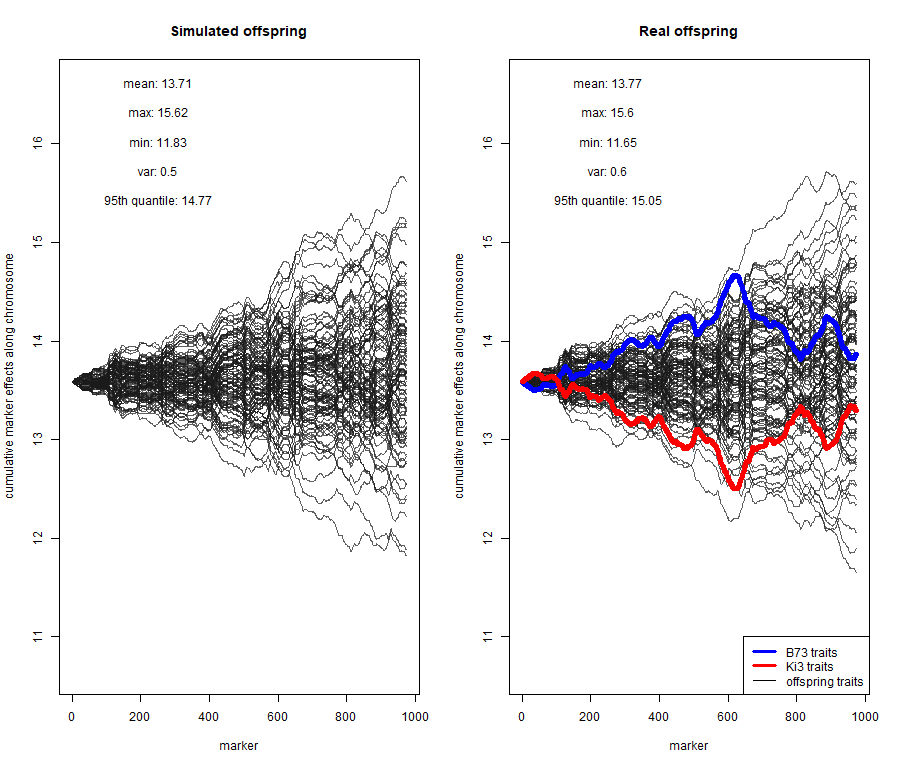 Simulated offspring
mean: 13.71
max: 15.62
min: 11.83
var: 0.5
95th quantile: 14.77
16
15
14
13
12
11
cumulative marker effects along chromosome
0 200 400 600 800 1000
marker
Real offspring
mean: 13.77
max: 15.6
min: 11.65
var: 0.6
95th quantile: 15.05
16
15
14
13
12
11
cumulative marker effects along chromosome
B73 traits
Ki3 traits
offspring traits
0 200 400 600 800 1000
marker